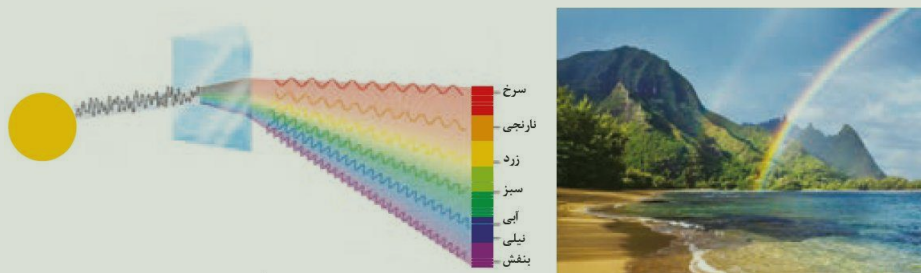 سرخ
نارنجی
زرد
سبز
آبی
نیلی
بنفش